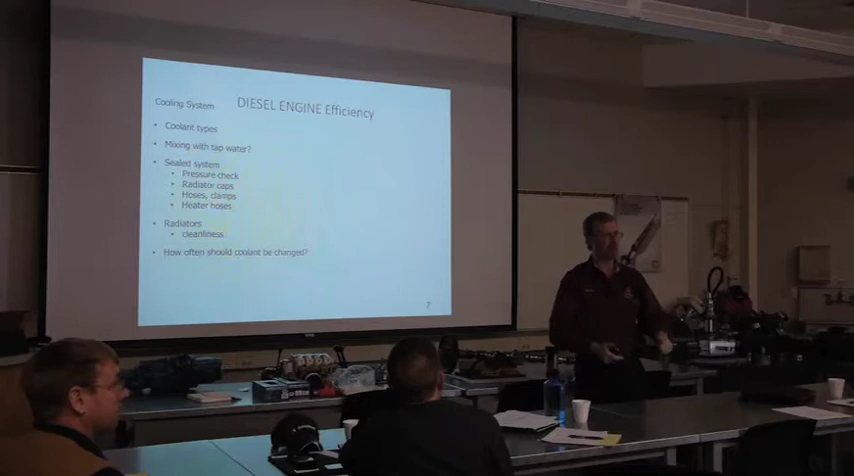 DIESEL ENGINE Efficiency
Cooling System
• Coolant types
• Mixing with tap water?
• Sealed system
• Pressure check
• Radiator caps
• Hoses, clamps
• Heater hoses
• Radiators
• cleanliness
• How often should coolant be changed?
7